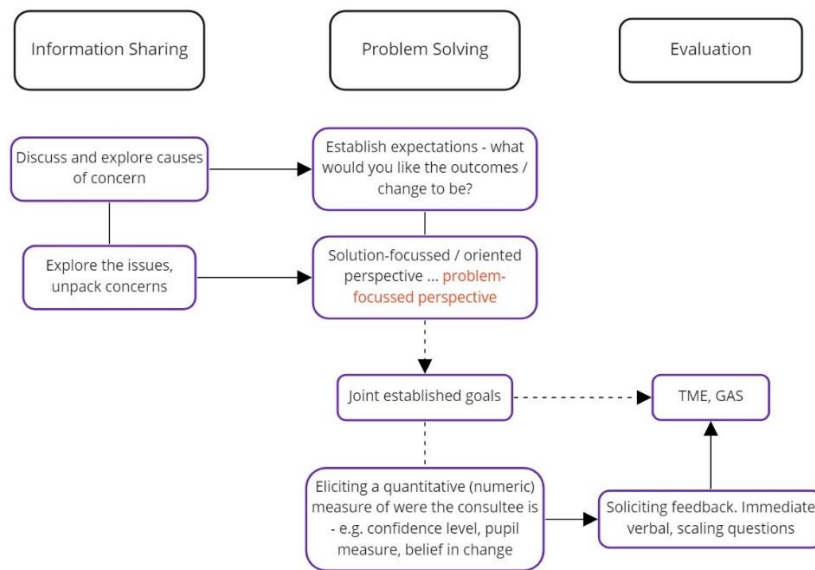 Information Sharing
Problem Solving
Evaluation
Discuss and explore causes
of concern
Establish expectations - what
would you like the outcomes /
change to be?
Explore the issues,
unpack concerns
Solution-focussed / oriented
perspective ... problem-
focussed perspective
Joint established goals
TME, GAS
Eliciting a quantitative (numeric)
measure of were the consultee is
- e.g. confidence level, pupil
measure, belief in change
Soliciting feedback. Immediate
verbal, scaling questions